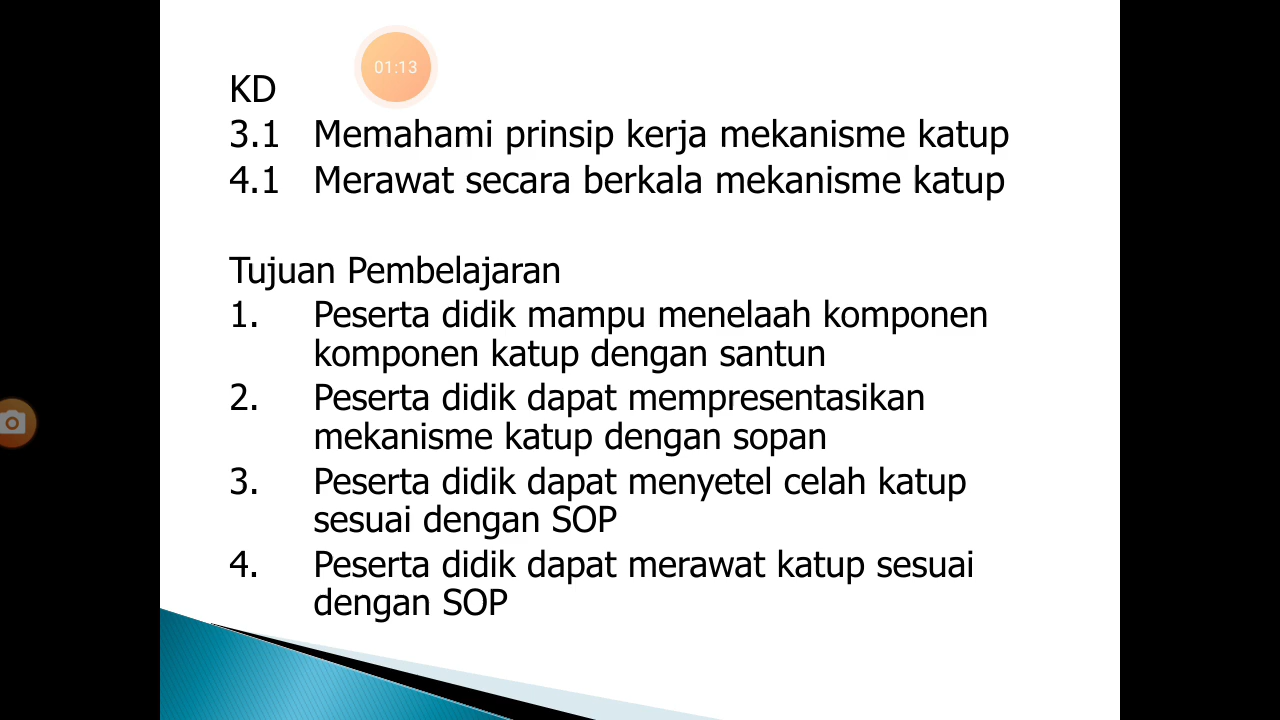 01:13
KD
3.1 Memahami prinsip kerja mekanisme katup
4.1 Merawat secara berkala mekanisme katup
Tujuan Pembelajaran
1. Peserta didik mampu menelaah komponen
komponen katup dengan santun
2. Peserta didik dapat mempresentasikan
mekanisme katup dengan sopan
3. Peserta didik dapat menyetel celah katup
sesuai dengan SOP
4. Peserta didik dapat merawat katup sesuai
dengan SOP